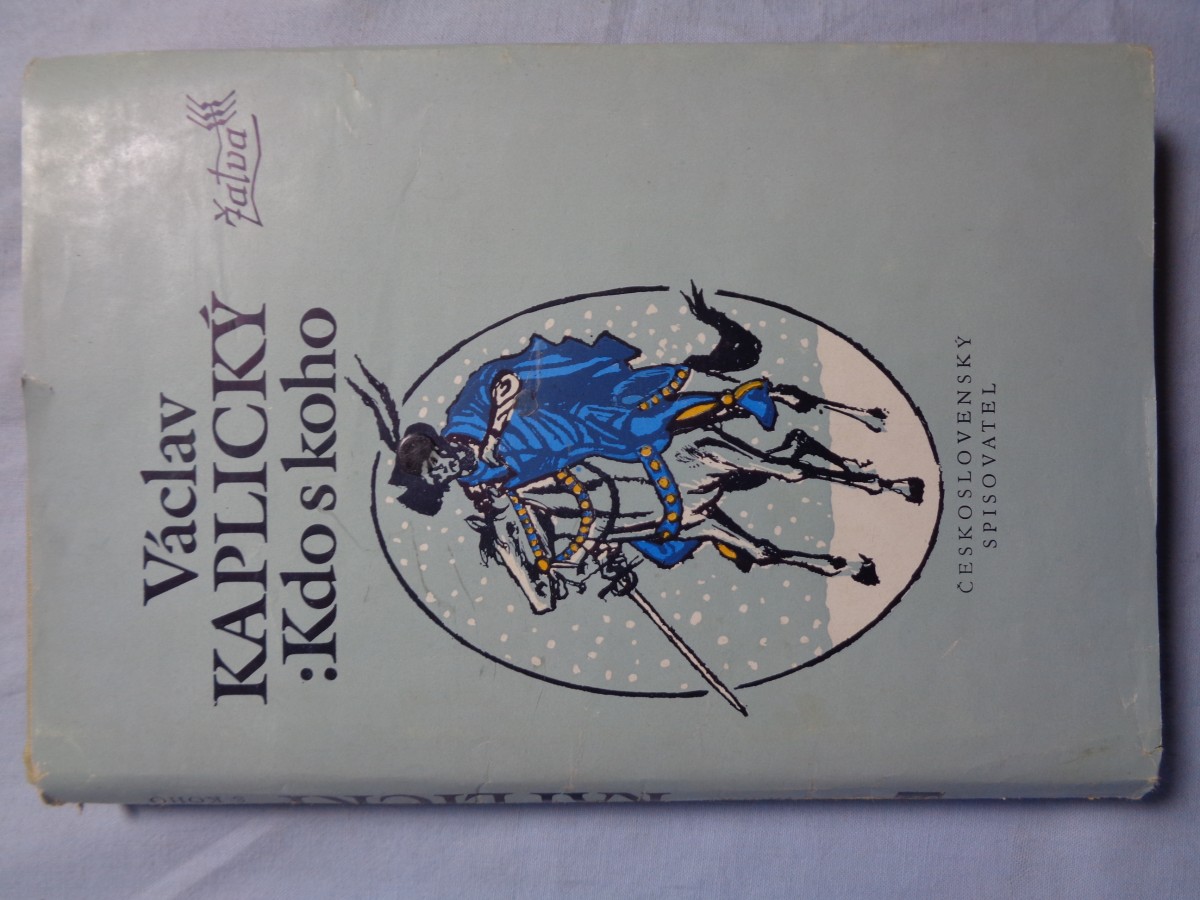 Žatva
Václav
KAPLICKÝ
:Kdo s koho
ČESKOSLOVENSKÝ
SPISOVATEL